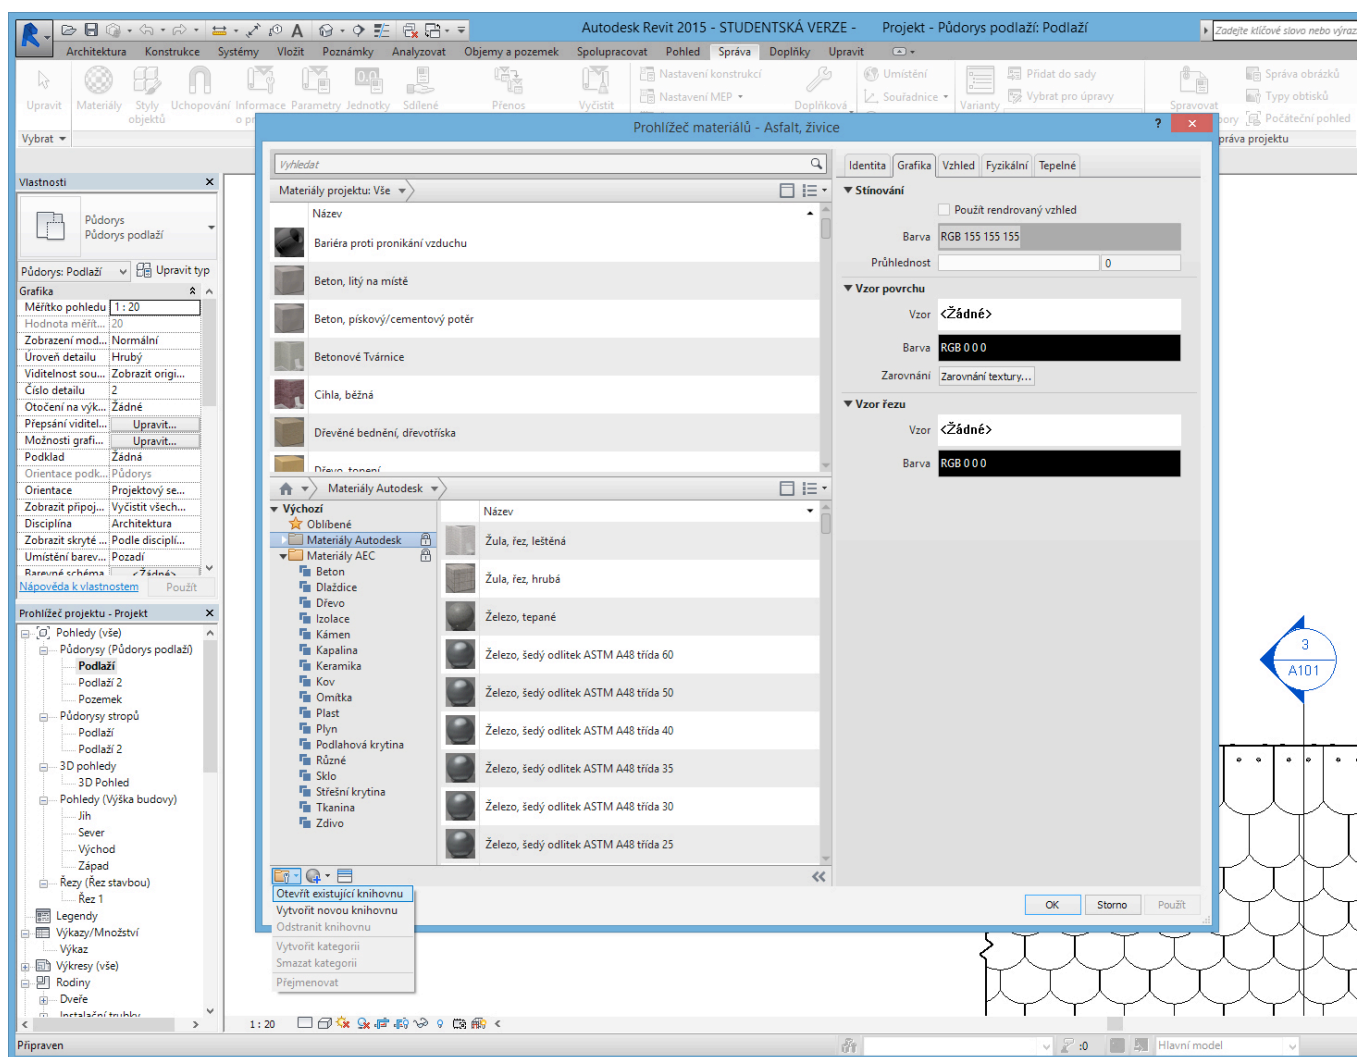 Autodesk Revit 2015 - STUDENTSKÁ VERZE - Projekt - Půdorys podlaží: Podlaží
Zadejte klíčové slovo nebo výraz
Architektura Konstrukce Systémy Vložit Poznámky Analyzovat Objemy a pozemek Spolupracovat Pohled Správa Doplňky Upravit
Nastavení konstrukcí
Umístění
Přidat do sady
Správa obrázků
Nastavení MEP
Souřadnice
Vybrat pro úpravy
Typy obtisků
Upravit Materiály Styly objektů Uchopování Informace Parametry Jednotky Sdílené Přenos Vyčistit Doplňková Varianty Spravovat
Počáteční pohled
Vybrat
práva projektu
Prohlížeč materiálů - Asfalt, živice
?
Vlastnosti
Půdorys
Půdorys podlaží
Půdorys: Podlaží
Upravit typ
Grafika
Měřítko pohledu 1 : 20
Hodnota měřít... 20
Zobrazení mod... Normální
Úroveň detailu Hrubý
Viditelnost sou... Zobrazit origi...
Číslo detailu 2
Otočení na výk... Žádné
Přepsání viditel... Upravit...
Možnosti grafi... Upravit...
Podklad Žádná
Orientace podk... Půdorys
Orientace Projektový se...
Zobrazit připoj... Vyčistit všech...
Disciplína Architektura
Zobrazit skryté ... Podle disciplí...
Umístění barev... Pozadí
Barevné schéma <Žádné>
Nápověda k vlastnostem Použít
Prohlížeč projektu - Projekt
Pohledy (vše)
Půdorysy (Půdorys podlaží)
Podlaží
Podlaží 2
Pozemek
Půdorysy stropů
Podlaží
Podlaží 2
3D pohledy
3D Pohled
Pohledy (Výška budovy)
Jih
Sever
Východ
Západ
Řezy (Řez stavbou)
Řez 1
Legendy
Výkazy/Množství
Výkaz
Výkresy (vše)
Rodiny
Dveře
Instalační trubky
Vyhledat
Materiály projektu: Vše
Název
Bariéra proti pronikání vzduchu
Beton, litý na místě
Beton, pískový/cementový potěr
Betonové Tvárnice
Cihla, běžná
Dřevěné bednění, dřevotříska
Dřevo, topení
Materiály Autodesk
Výchozí
Oblíbené
Materiály Autodesk
Materiály AEC
Beton
Dlaždice
Dřevo
Izolace
Kámen
Kapalina
Keramika
Kov
Omítka
Plast
Plyn
Podlahová krytina
Různé
Sklo
Střešní krytina
Tkanina
Zdivo
Název
Žula, řez, leštěná
Žula, řez, hrubá
Železo, tepané
Železo, šedý odlitek ASTM A48 třída 60
Železo, šedý odlitek ASTM A48 třída 50
Železo, šedý odlitek ASTM A48 třída 40
Železo, šedý odlitek ASTM A48 třída 35
Železo, šedý odlitek ASTM A48 třída 30
Železo, šedý odlitek ASTM A48 třída 25
Otevřít existující knihovnu
Vytvořit novou knihovnu
Odstranit knihovnu
Vytvořit kategorii
Smazat kategorii
Přejmenovat
Identita Grafika Vzhled Fyzikální Tepelné
Stínování
Použít rendrovaný vzhled
Barva RGB 155 155 155
Průhlednost 0
Vzor povrchu
Vzor <Žádné>
Barva RGB 0 0 0
Zarovnání Zarovnání textury...
Vzor řezu
Vzor <Žádné>
Barva RGB 0 0 0
OK Storno Použít
3
A101
1 : 20
Připraven
:0
Hlavní model